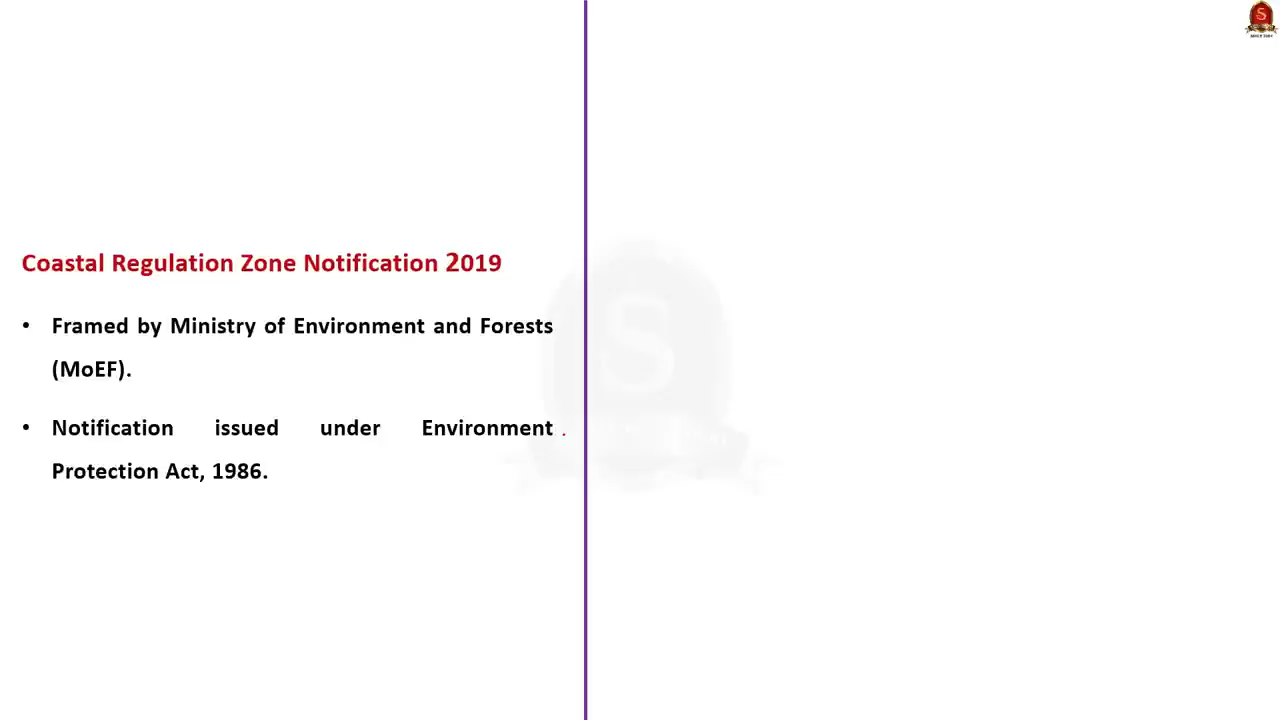 Coastal Regulation Zone Notification 2019
• Framed by Ministry of Environment and Forests
(MoEF).
• Notification issued under Environment
Protection Act, 1986.
S